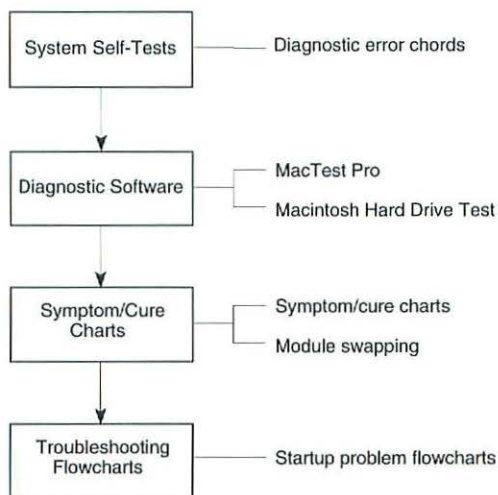 System Self-Tests
Diagnostic error chords
Diagnostic Software
MacTest Pro
Macintosh Hard Drive Test
Symptom/Cure
Charts
Symptom/cure charts
Module swapping
Troubleshooting
Flowcharts
Startup problem flowcharts